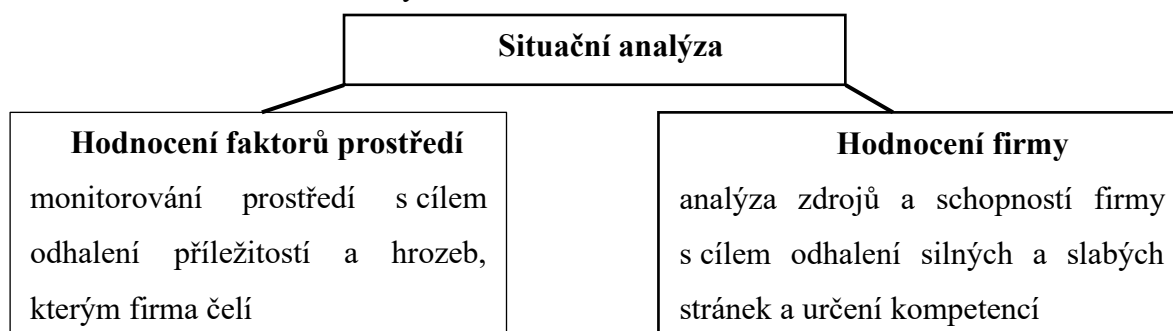 Situační analýza
Hodnocení faktorů prostředí
monitorování prostředí s cílem
odhalení příležitostí a hrozeb,
kterým firma čelí
Hodnocení firmy
analýza zdrojů a schopností firmy
s cílem odhalení silných a slabých
stránek a určení kompetencí